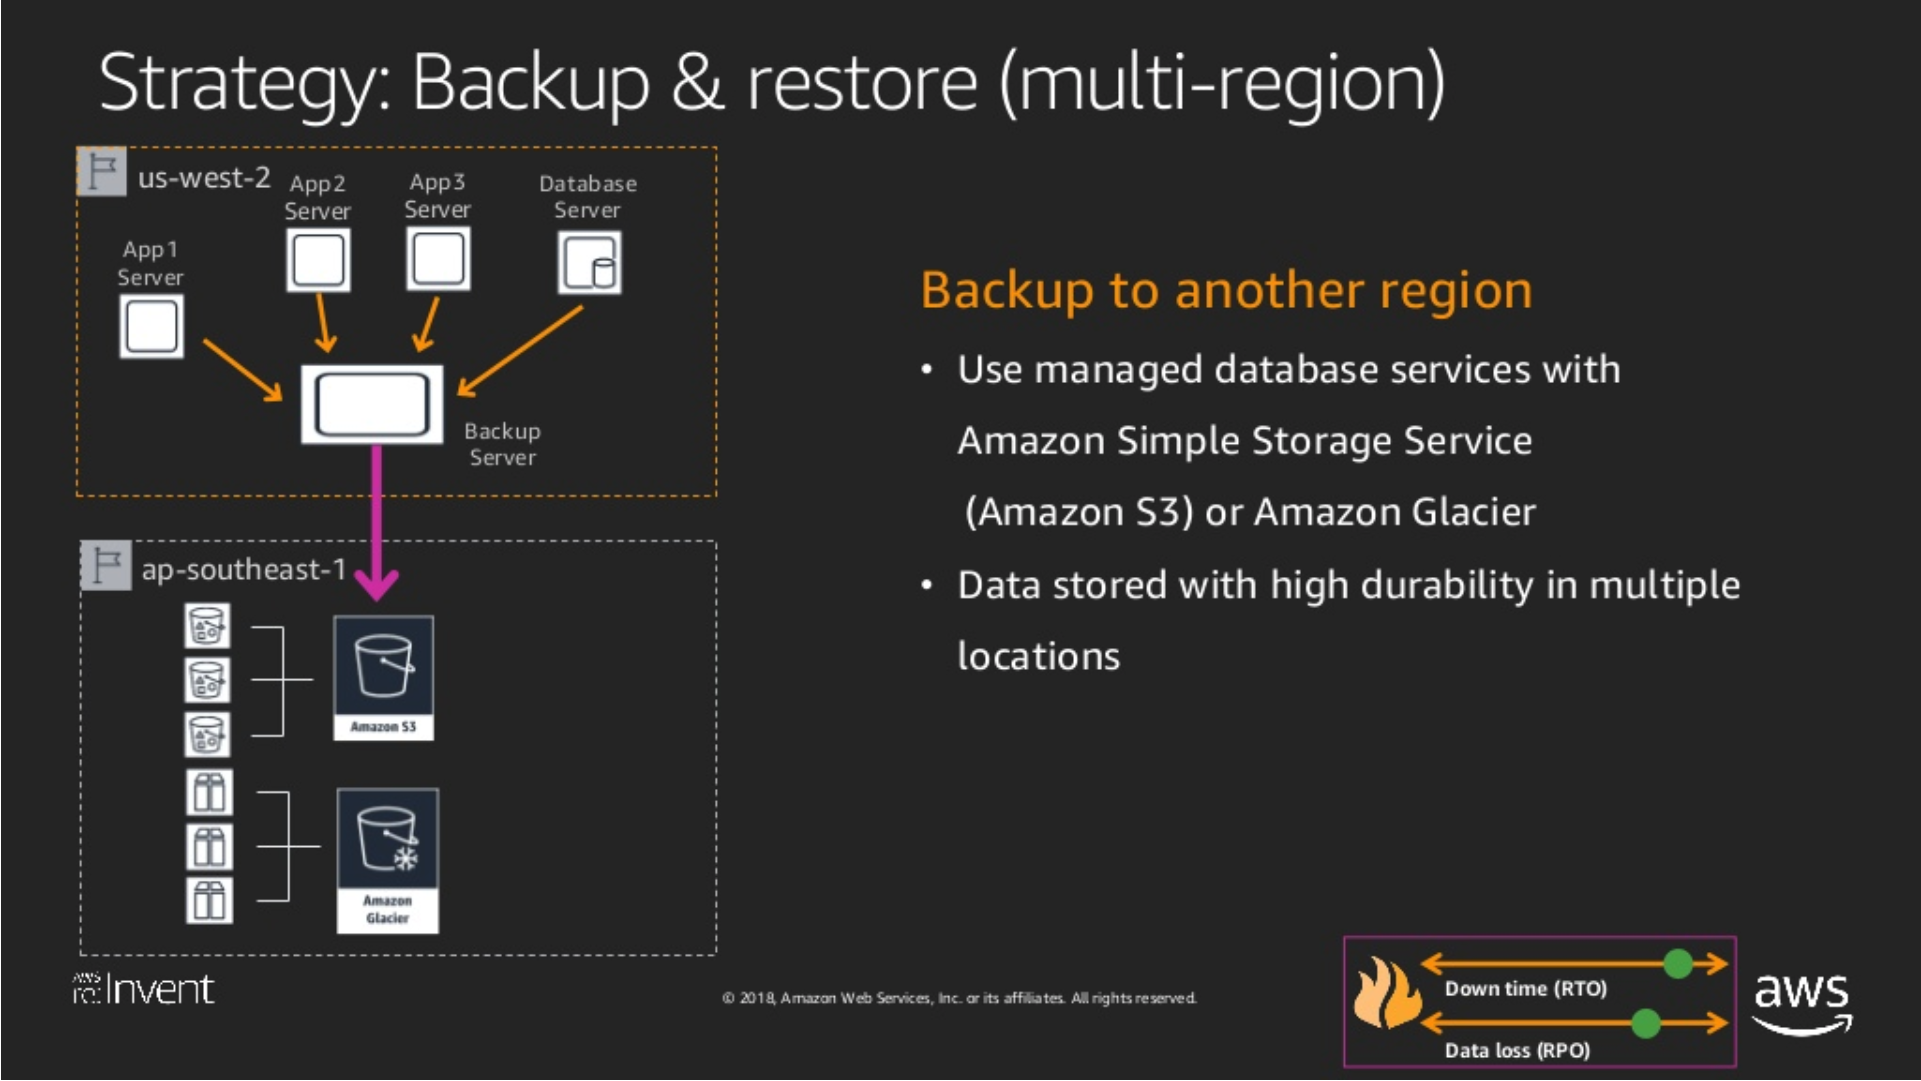 Strategy: Backup & restore (multi-region)
us-west-2
App1
Server
App2
Server
App3
Server
Database
Server
Backup
Server
ap-southeast-1
Amazon S3
Amazon
Glacier
Backup to another region
• Use managed database services with
Amazon Simple Storage Service
(Amazon S3) or Amazon Glacier
• Data stored with high durability in multiple
locations
AWS
re:Invent
© 2018, Amazon Web Services, Inc. or its affiliates. All rights reserved.
Down time (RTO)
Data loss (RPO)
aws